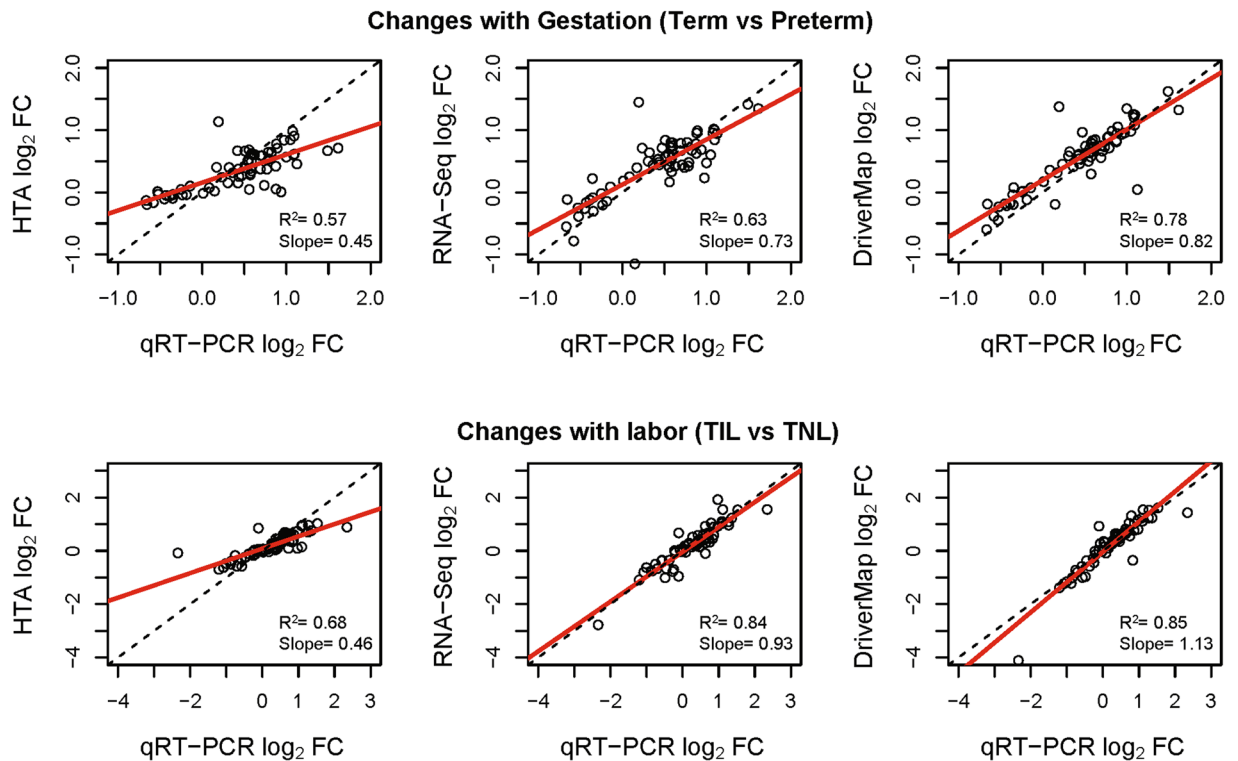 Changes with Gestation (Term vs Preterm)
HTA log2 FC
2.0
1.0
0.0
−1.0
R2= 0.57
Slope= 0.45
−1.0 0.0 1.0 2.0
qRT−PCR log2 FC
RNA−Seq log2 FC
2.0
1.0
0.0
−1.0
R2= 0.63
Slope= 0.73
−1.0 0.0 1.0 2.0
qRT−PCR log2 FC
DriverMap log2 FC
2.0
1.0
0.0
−1.0
R2= 0.78
Slope= 0.82
−1.0 0.0 1.0 2.0
qRT−PCR log2 FC
Changes with labor (TIL vs TNL)
HTA log2 FC
2
0
−2
−4
R2= 0.68
Slope= 0.46
−4 −2 0 1 2 3
qRT−PCR log2 FC
RNA−Seq log2 FC
2
0
−2
−4
R2= 0.84
Slope= 0.93
−4 −2 0 1 2 3
qRT−PCR log2 FC
DriverMap log2 FC
2
0
−2
−4
R2= 0.85
Slope= 1.13
−4 −2 0 1 2 3
qRT−PCR log2 FC